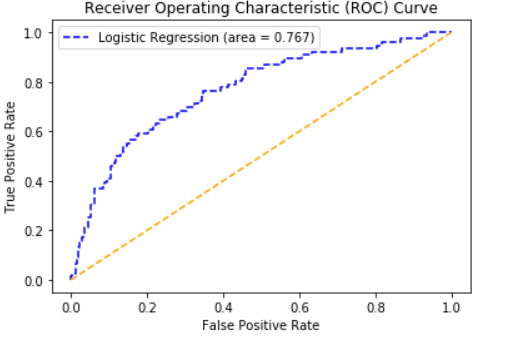 Receiver Operating Characteristic (ROC) Curve
Logistic Regression (area = 0.767)
True Positive Rate
1.0
0.8
0.6
0.4
0.2
0.0
0.0 0.2 0.4 0.6 0.8 1.0
False Positive Rate